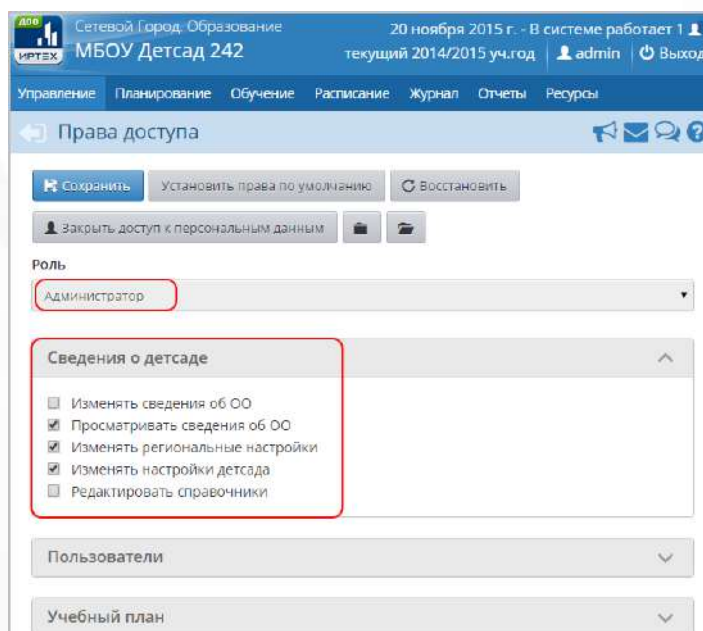 ДПО
ИРТЕХ
Сетевой Город. Образование
20 ноября 2015 г. - В системе работает 1
МБОУ Детсад 242
текущий 2014/2015 уч.год
admin
Выход
Управление Планирование Обучение Расписание Журнал Отчеты Ресурсы
Права доступа
Сохранить
Установить права по умолчанию
Восстановить
Закрыть доступ к персональным данным
Роль
Администратор
Сведения о детсаде
Изменять сведения об ОО
Просматривать сведения об ОО
Изменять региональные настройки
Изменять настройки детсада
Редактировать справочники
Пользователи
Учебный план